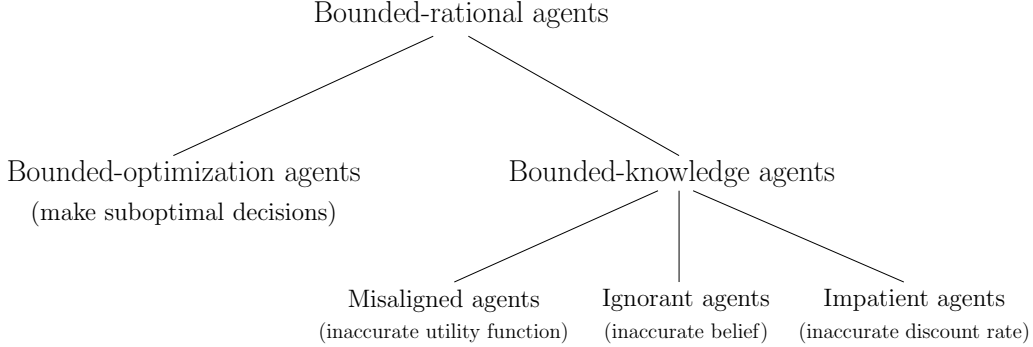 Bounded-rational agents
Bounded-optimization agents
(make suboptimal decisions)
Bounded-knowledge agents
Misaligned agents
(inaccurate utility function)
Ignorant agents
(inaccurate belief)
Impatient agents
(inaccurate discount rate)